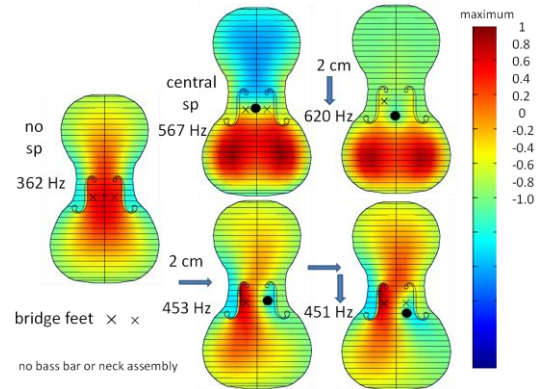 maximum
1
0.8
0.6
0.4
0.2
0
-0.2
-0.4
-0.6
-0.8
-1.0
central
sp
567 Hz
2 cm
620 Hz
no
sp
362 Hz
2 cm
453 Hz
451 Hz
bridge feet × ×
no bass bar or neck assembly